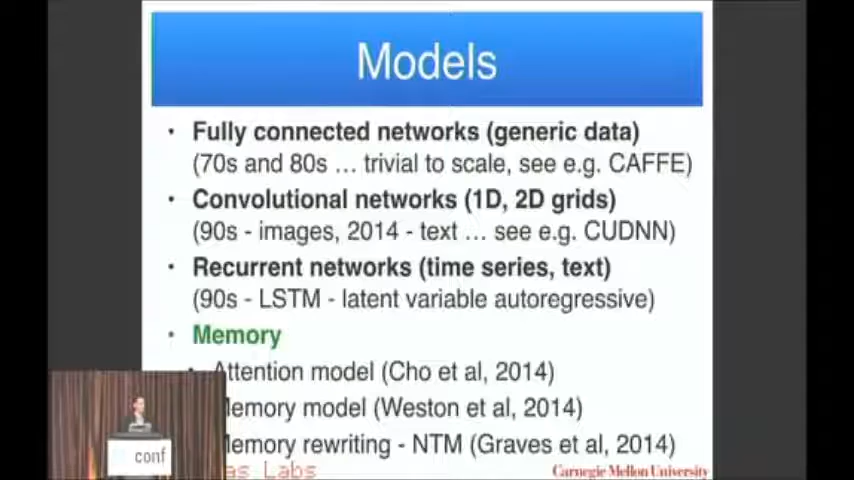 Models
• Fully connected networks (generic data)
(70s and 80s … trivial to scale, see e.g. CAFFE)
• Convolutional networks (1D, 2D grids)
(90s - images, 2014 - text … see e.g. CUDNN)
• Recurrent networks (time series, text)
(90s - LSTM - latent variable autoregressive)
• Memory
Attention model (Cho et al, 2014)
Memory model (Weston et al, 2014)
Memory rewriting - NTM (Graves et al, 2014)
conf
Labs
Carnegie Mellon University